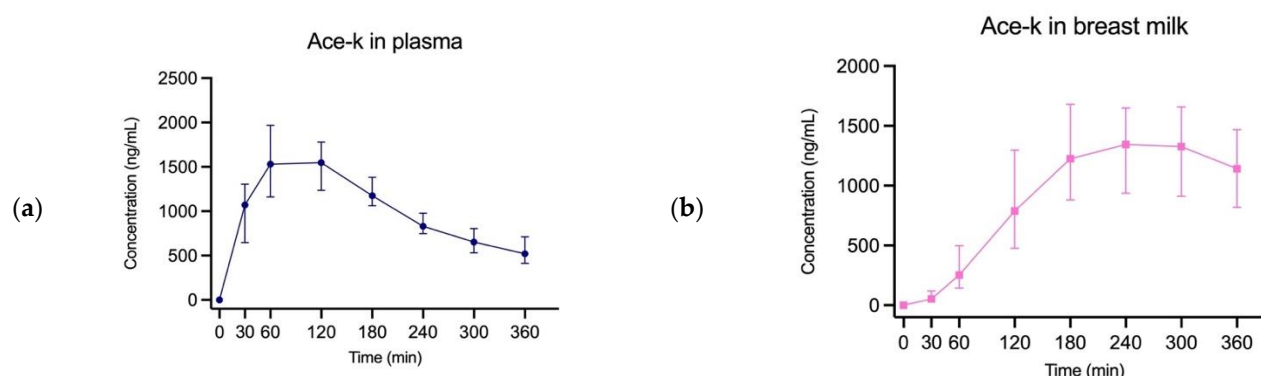 (a)
Ace-k in plasma
Concentration (ng/mL)
2500
2000
1500
1000
500
0
0 30 60 120 180 240 300 360
Time (min)
(b)
Ace-k in breast milk
Concentration (ng/mL)
2000
1500
1000
500
0
0 30 60 120 180 240 300 360
Time (min)